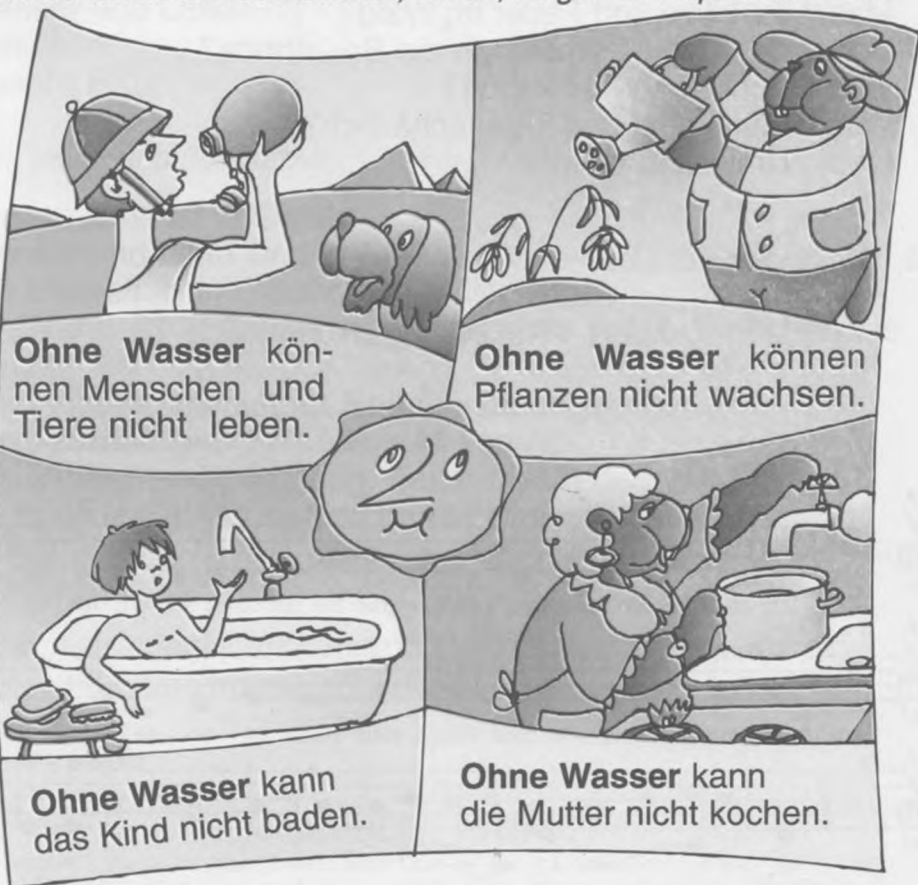 Ohne Wasser kön-
nen Menschen und
Tiere nicht leben.
Ohne Wasser können
Pflanzen nicht wachsen.
Ohne Wasser kann
das Kind nicht baden.
Ohne Wasser kann
die Mutter nicht kochen.